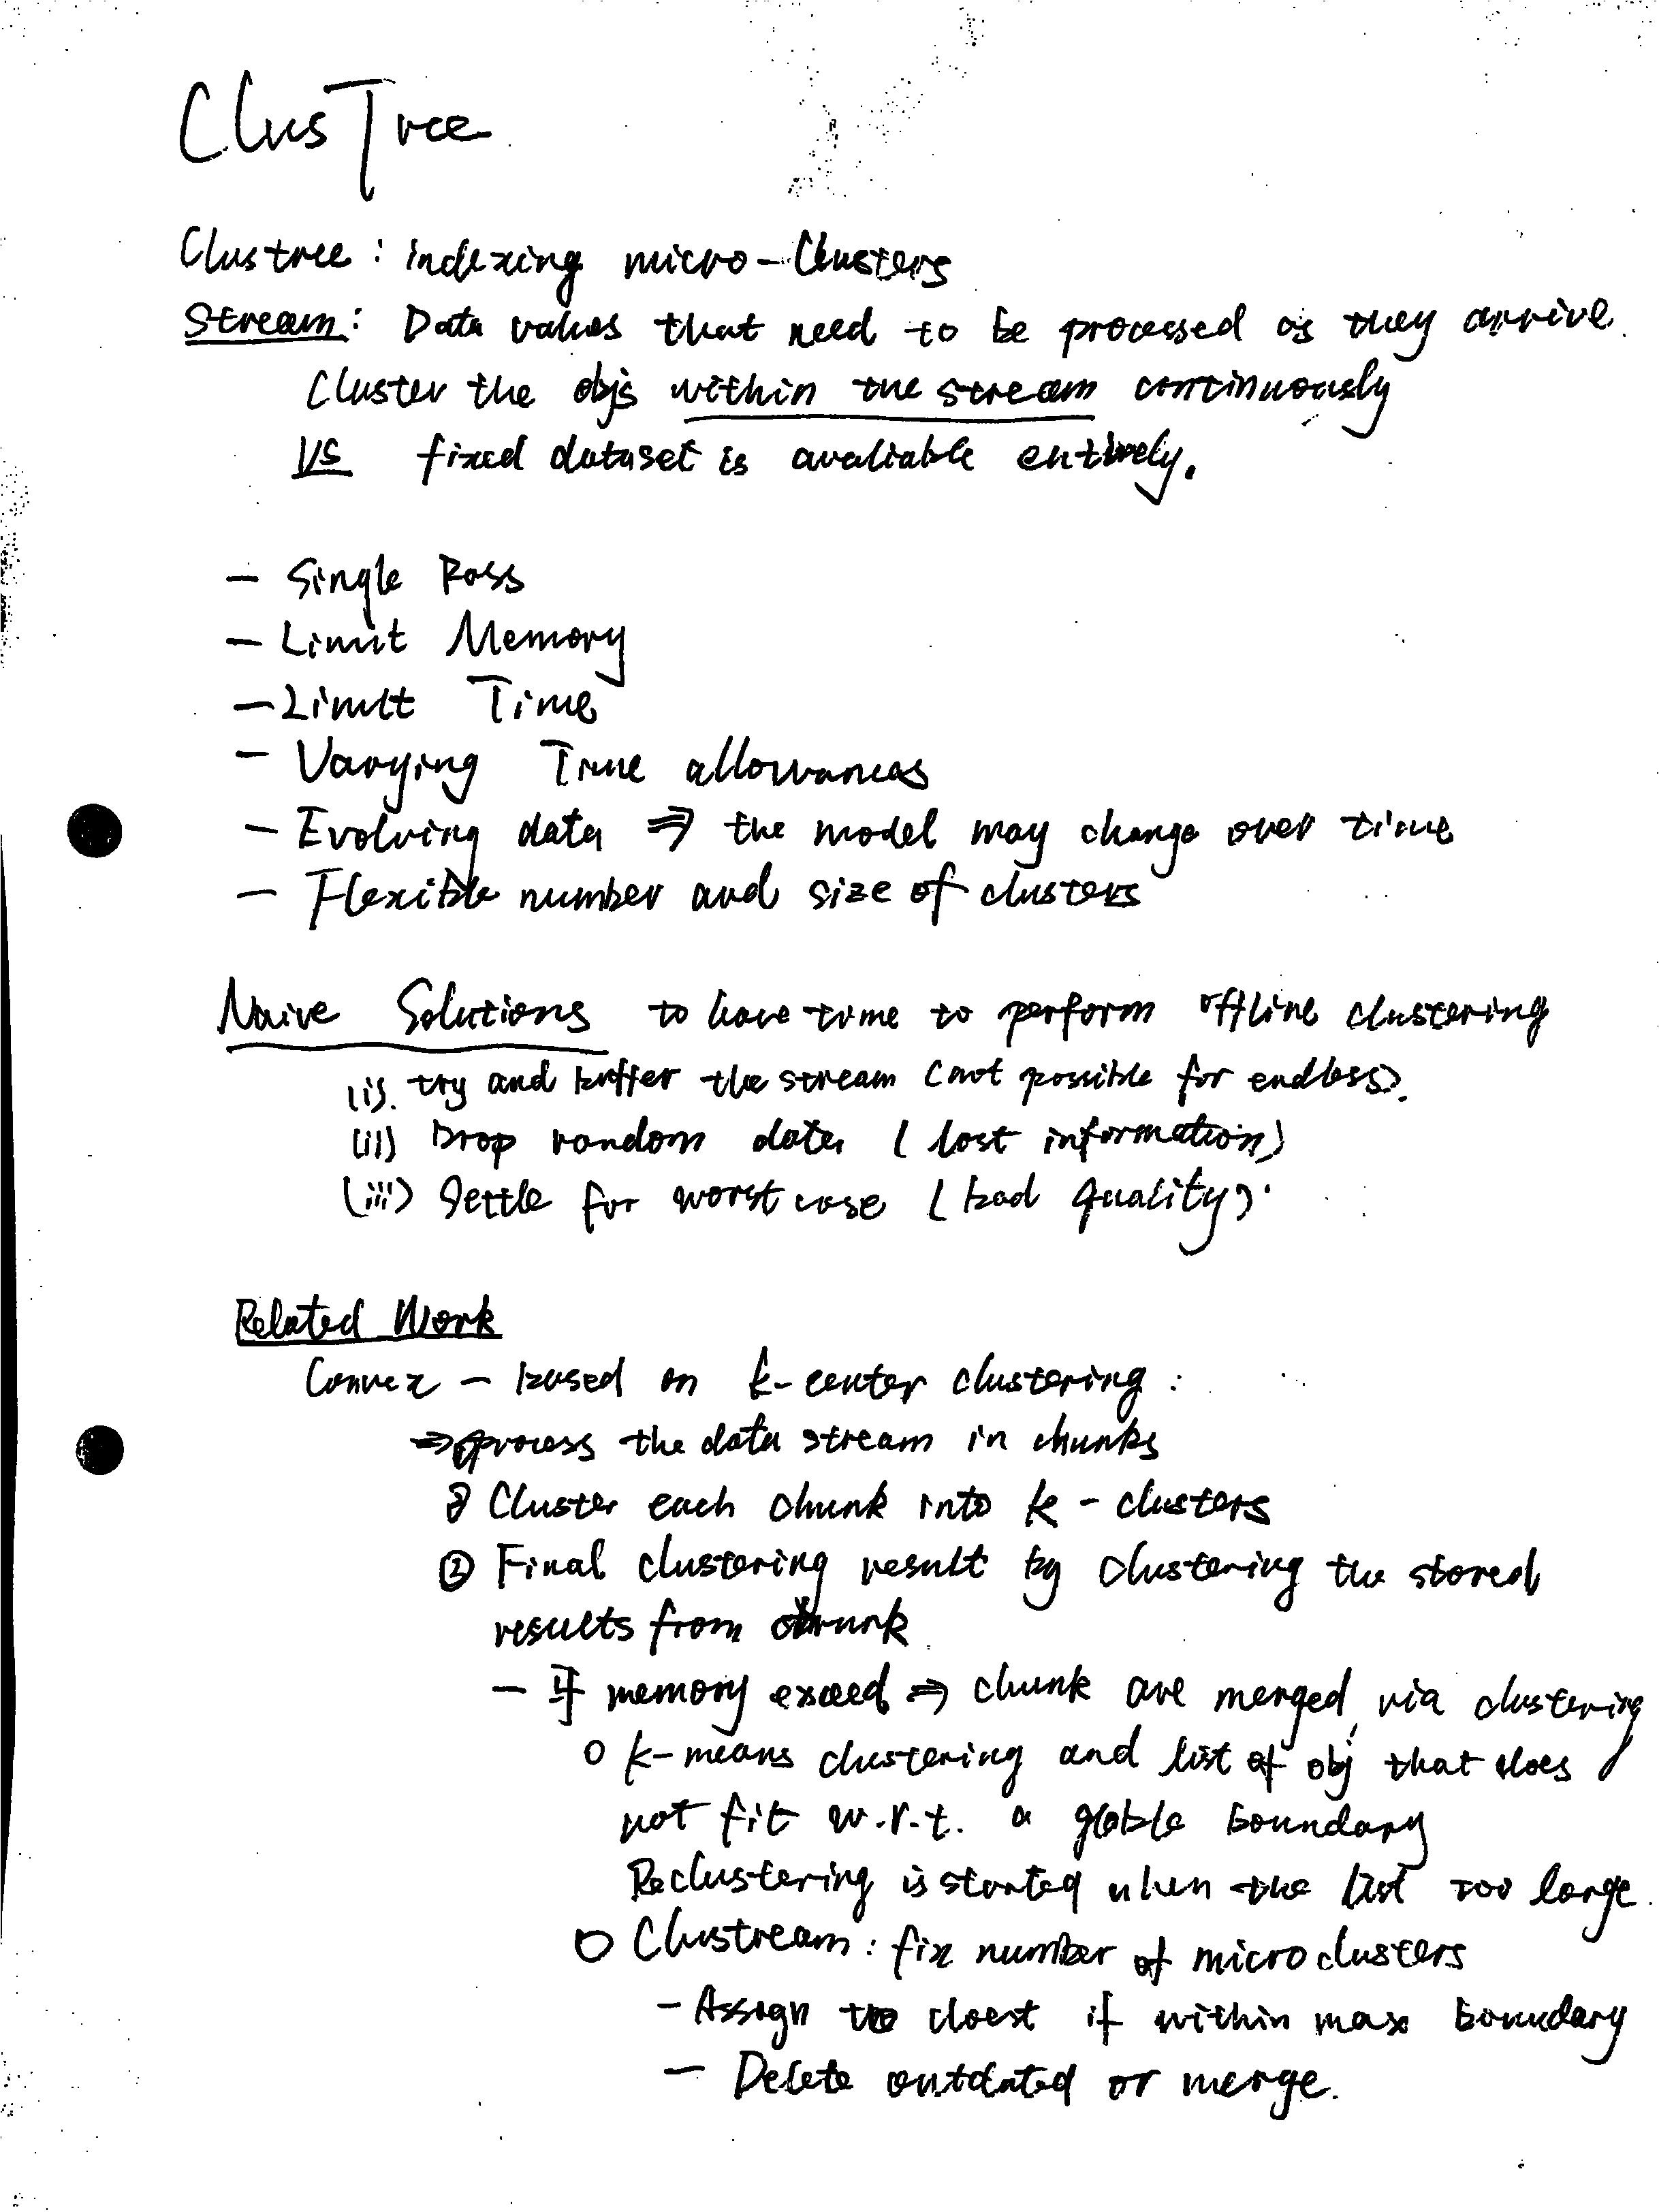 ClusTree
Clustree : indexing micro-Clusters
Stream: Data values that need to be processed as they arrive.
Cluster the objs within the stream continuously
VS fixed dataset is avaliable entirely.
- Single Pass
- Limit Memory
- Limit Time
- Varying Time allowances
- Evolving data ⇒ the model may change over time
- Flexible number and size of clusters
Naive Solutions to have time to perform offline clustering
(i). try and buffer the stream (not possible for endless).
(ii) Drop random data (lost information)
(iii) Settle for worst case (bad quality).
Related Work
Convex - based on k-center clustering :
⇒ process the data stream in chunks
Cluster each chunk into k - clusters
② Final clustering result by clustering the stored
results from chunk
- If memory exceed ⇒ chunk are merged via clustering
o k-means clustering and list of obj that does
not fit w.r.t. a globle boundary
Reclustering is started when the list too large.
o Clustream : fix number of micro clusters
- Assign to cloest if within max boundary
- Delete outdated or merge.